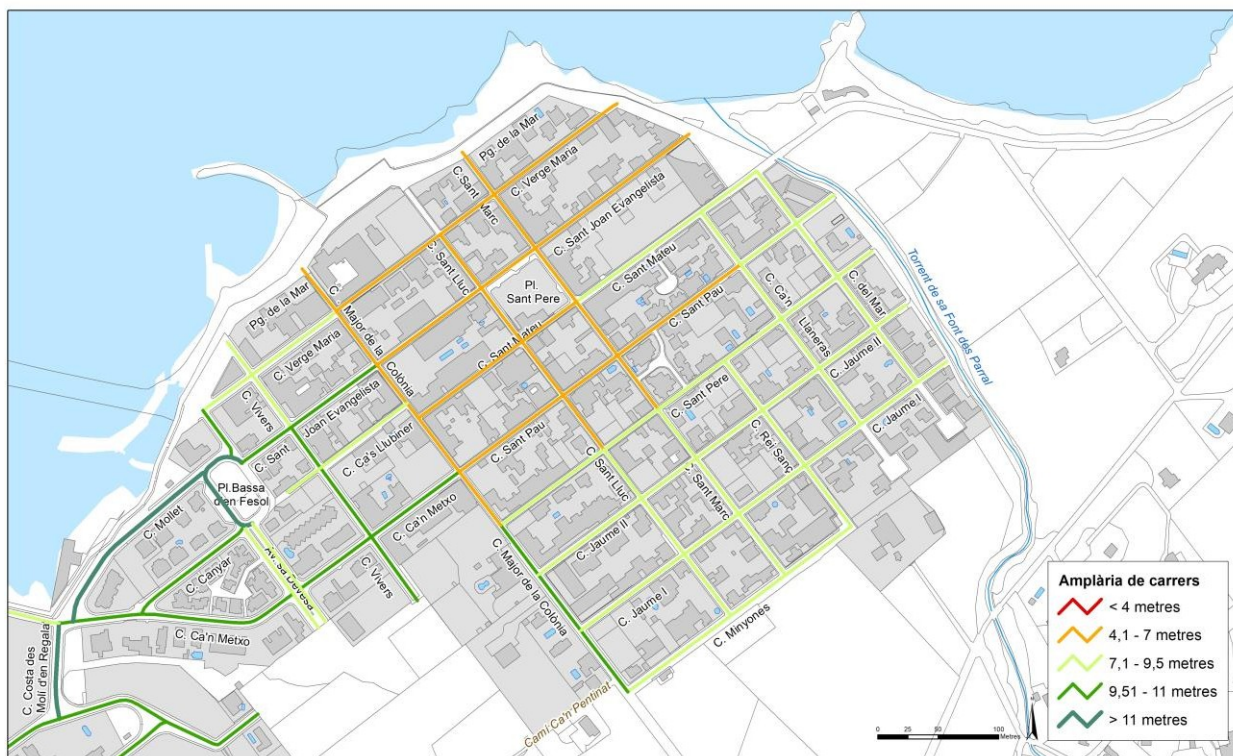 Pg. de la Mar
C. Verge Maria
C. Sant Marc
C. Sant Joan Evangelista
C. Sant Lluc
Pl.
Sant Pere
C. Sant Mateu
C. Sant Pau
Torrent de sa Font des Parral
Pg. de la Mar
C. Major de la Colònia
C. Verge Maria
C. Sant Mateu
C. Ca'n Llaneras
C. del Mar
C. Vivers
C. Sant Joan Evangelista
C. Ca's Llubiner
C. Sant Pau
C. Sant Pere
C. Jaume II
C. Jaume I
C. Rei Sanç
Pl.Bassa
d'en Fesol
C. Mollet
C. Ca'n Metxo
C. Sant Lluc
C. Sant Marc
C. Canyar
Av. sa Devesa
C. Vivers
C. Major de la Colònia
C. Jaume II
C. Jaume I
C. Minyones
C. Ca'n Metxo
C. Costa des
Molí d'en Regala
Camí Ca'n Pentinat
Amplària de carrers
< 4 metres
4,1 - 7 metres
7,1 - 9,5 metres
9,51 - 11 metres
> 11 metres
0 25 50 100
Metres